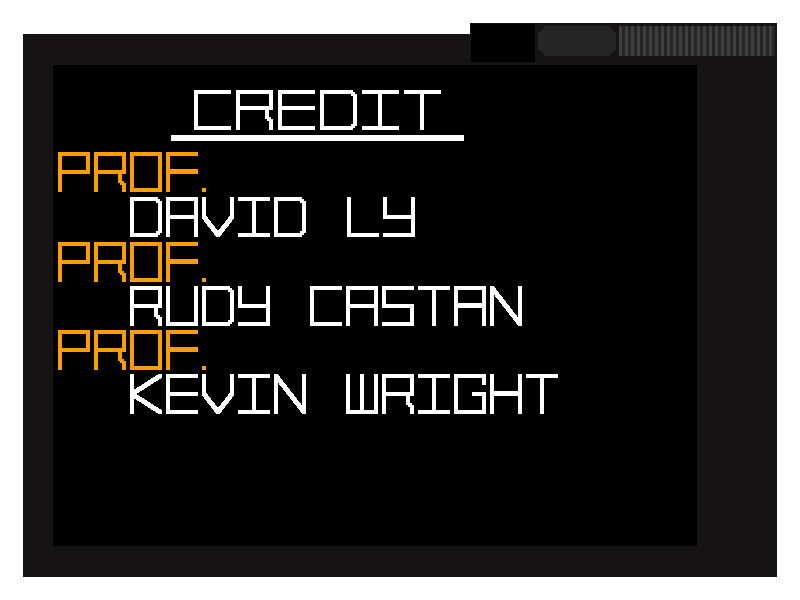 CREDIT
PROF.
DAVID LY
PROF.
RUDY CASTAN
PROF.
KEVIN WRIGHT